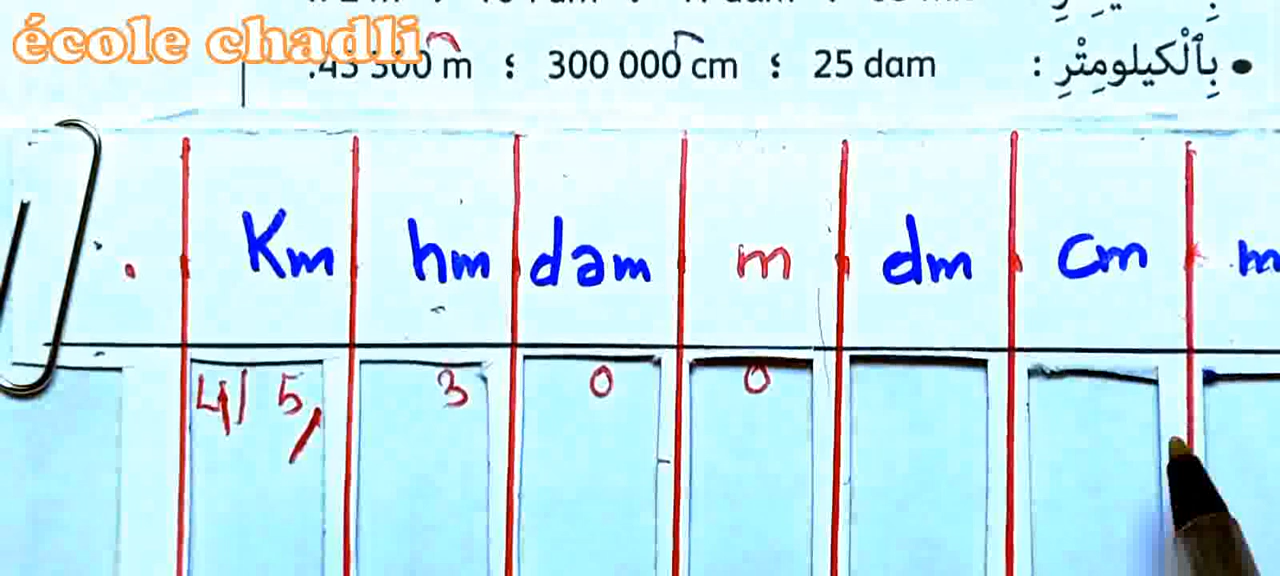 école chadli
• بِٱلْكيلومِتْرِ : 25 dam ؛ 300 000 cm ؛ 45 300 m.
Km hm dam m dm cm m
4 5, 3 0 0